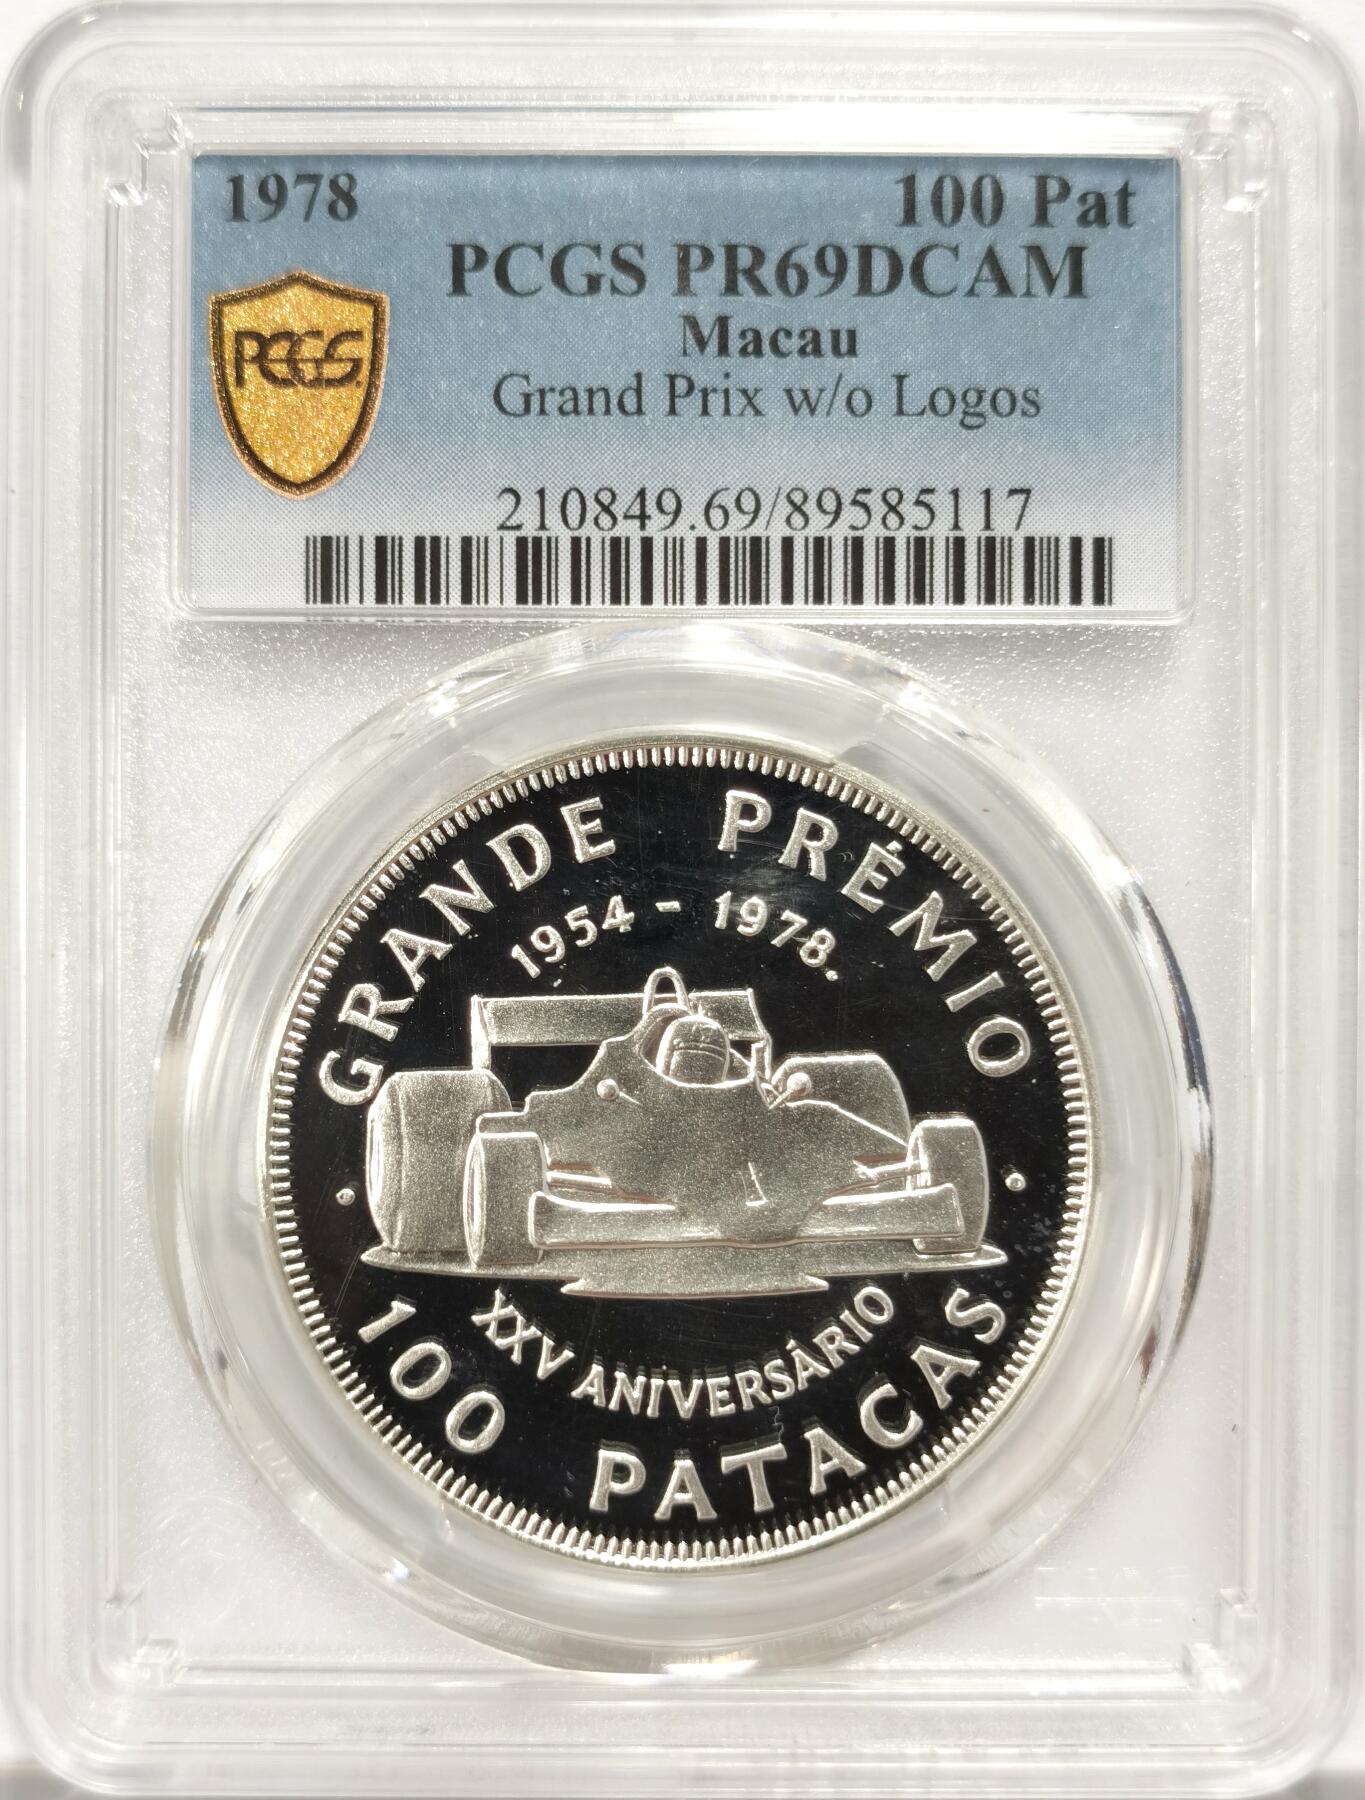 1978 100 Pat
PCGS PR69DCAM
Macau
Grand Prix w/o Logos
PCGS
210849.69/89585117
GRANDE PRÉMIO
1954 - 1978.
XXV ANIVERSÁRIO
100 PATACAS